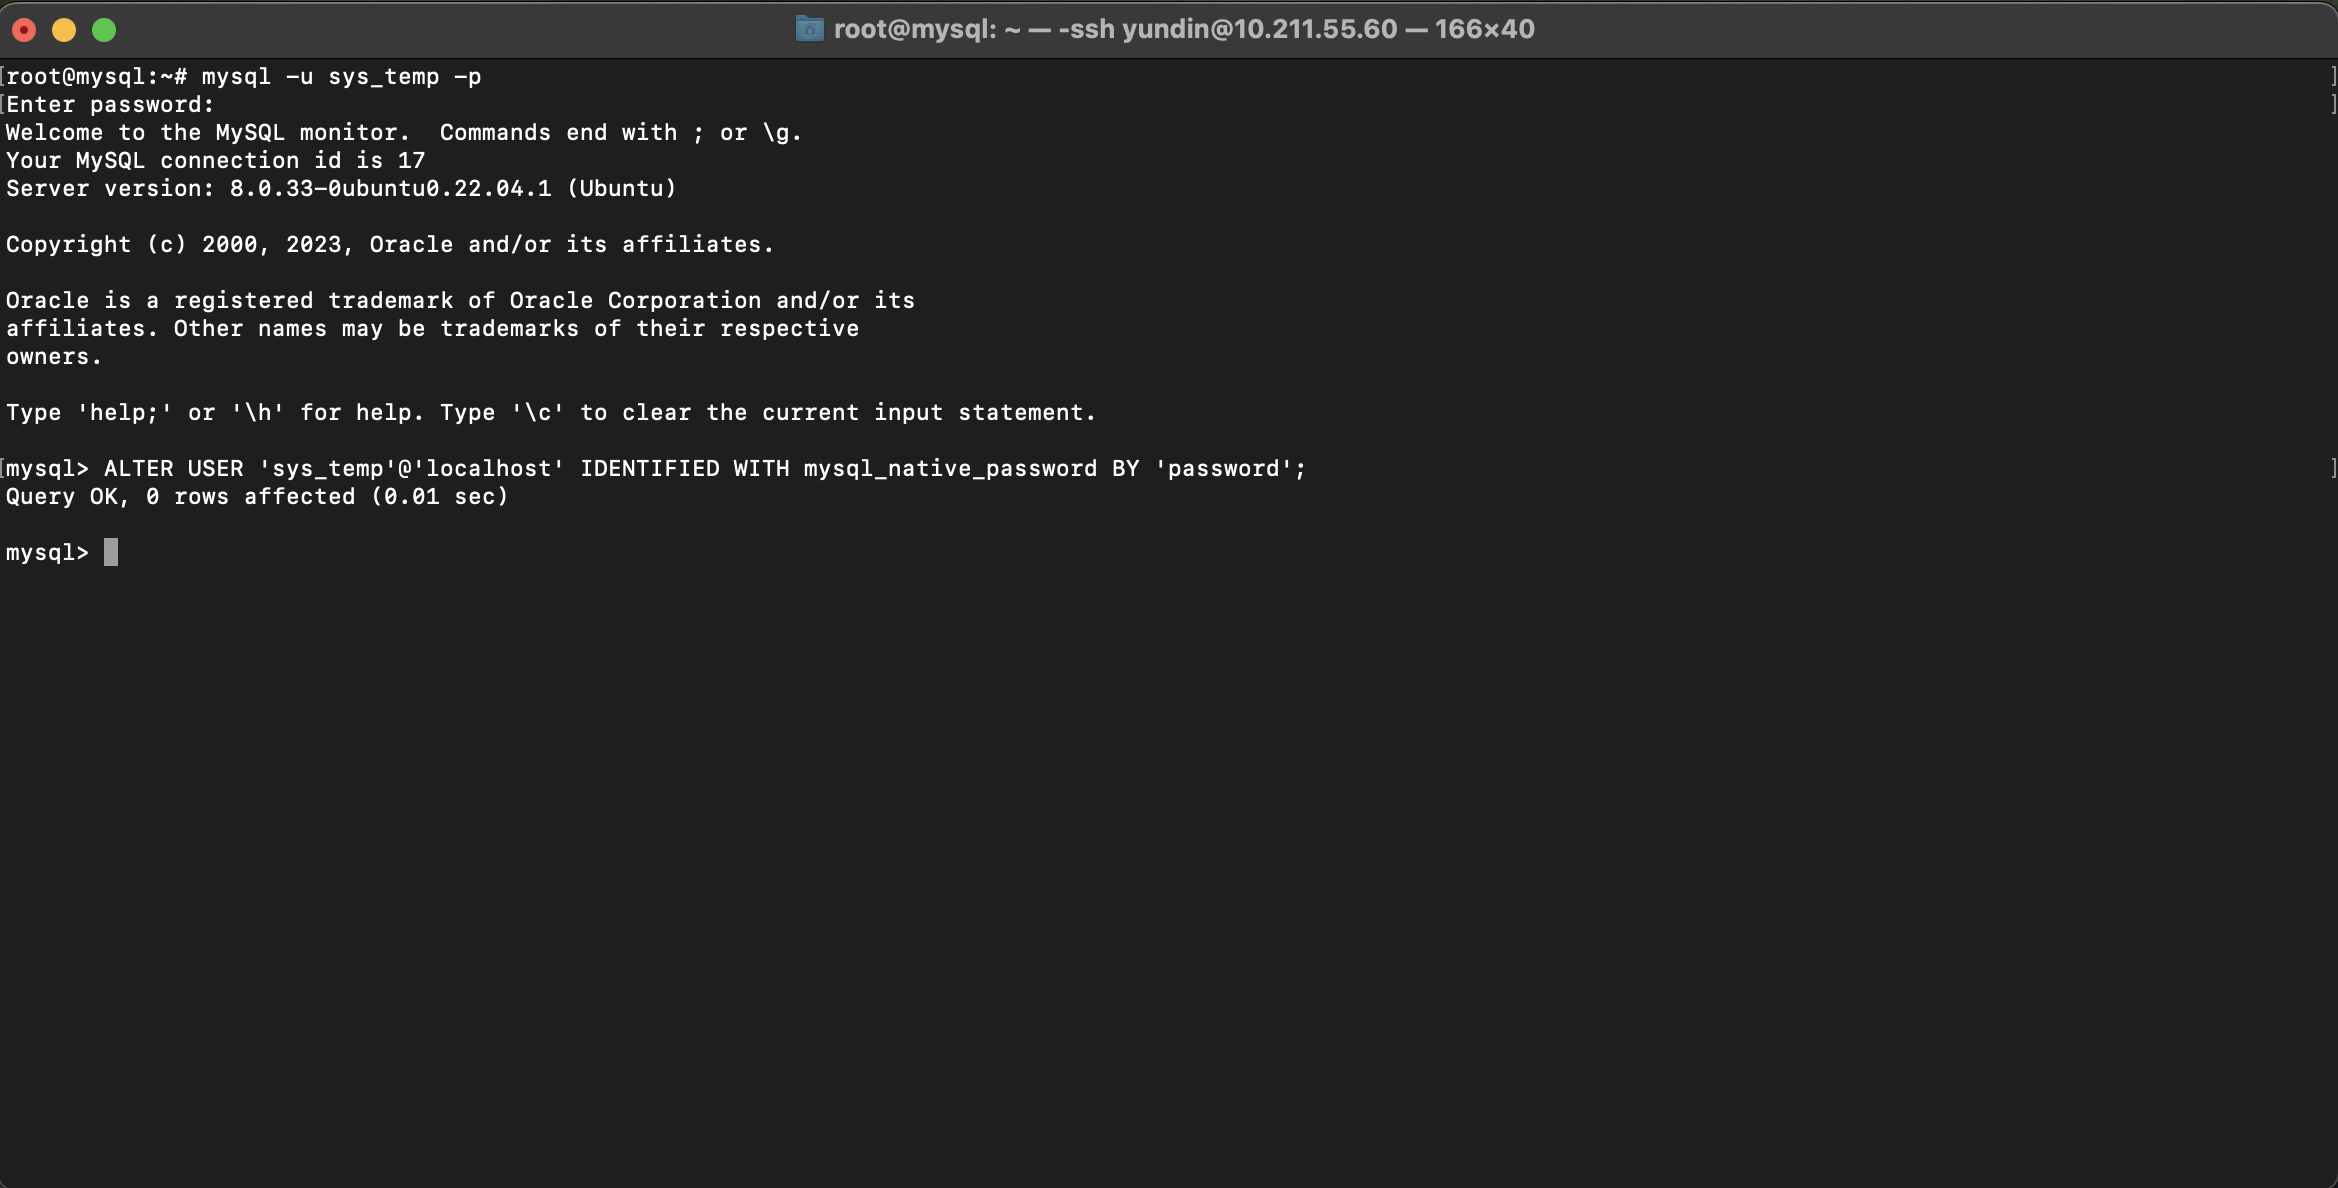 root@mysql: ~ — -ssh yundin@10.211.55.60 — 166×40
[root@mysql:~# mysql -u sys_temp -p ]
[Enter password: ]
Welcome to the MySQL monitor.  Commands end with ; or \g.
Your MySQL connection id is 17
Server version: 8.0.33-0ubuntu0.22.04.1 (Ubuntu)

Copyright (c) 2000, 2023, Oracle and/or its affiliates.

Oracle is a registered trademark of Oracle Corporation and/or its
affiliates. Other names may be trademarks of their respective
owners.

Type 'help;' or '\h' for help. Type '\c' to clear the current input statement.

[mysql> ALTER USER 'sys_temp'@'localhost' IDENTIFIED WITH mysql_native_password BY 'password'; ]
Query OK, 0 rows affected (0.01 sec)

mysql>